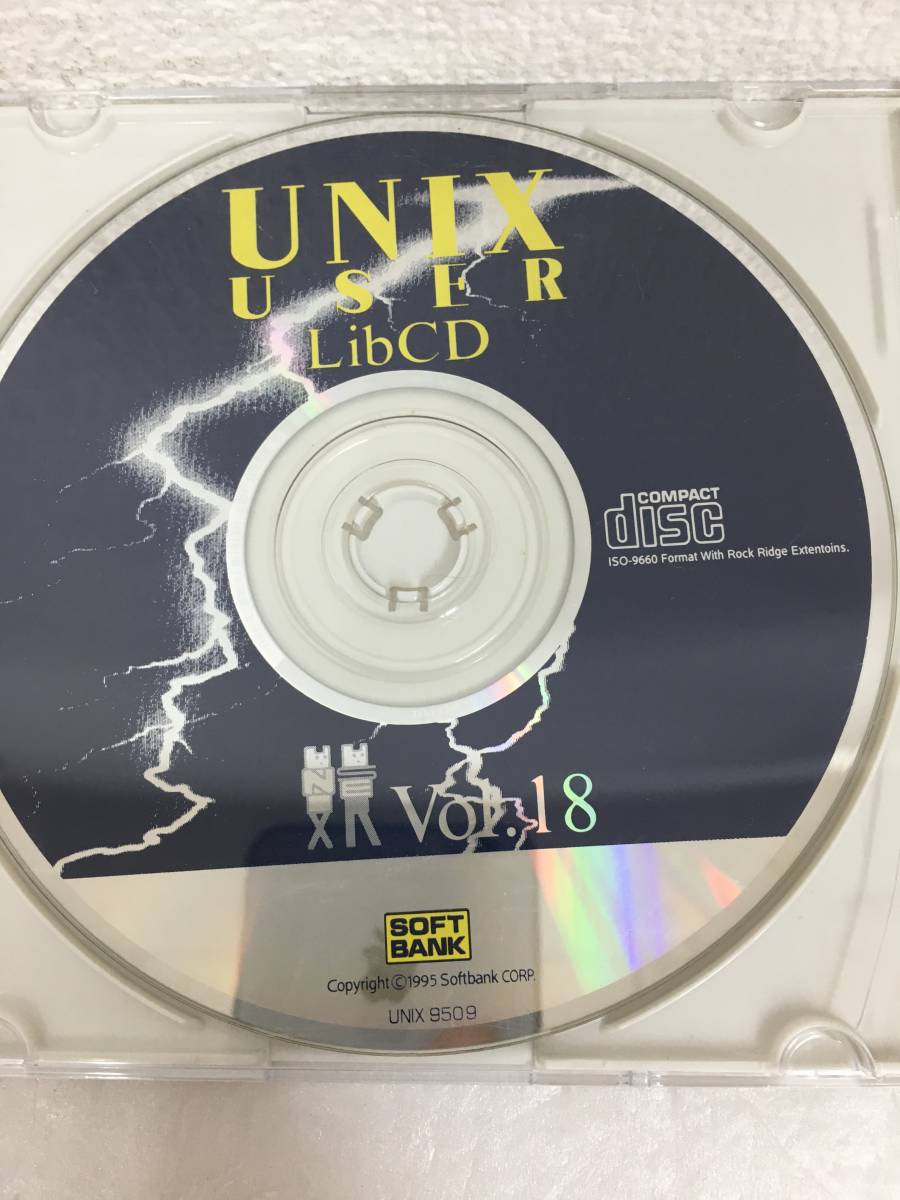 UNIX
USER
LibCD
COMPACT
disc
ISO-9660 Format With Rock Ridge Extentoins.
Vol.18
SOFT
BANK
Copyright ©1995 Softbank CORP.
UNIX 9509